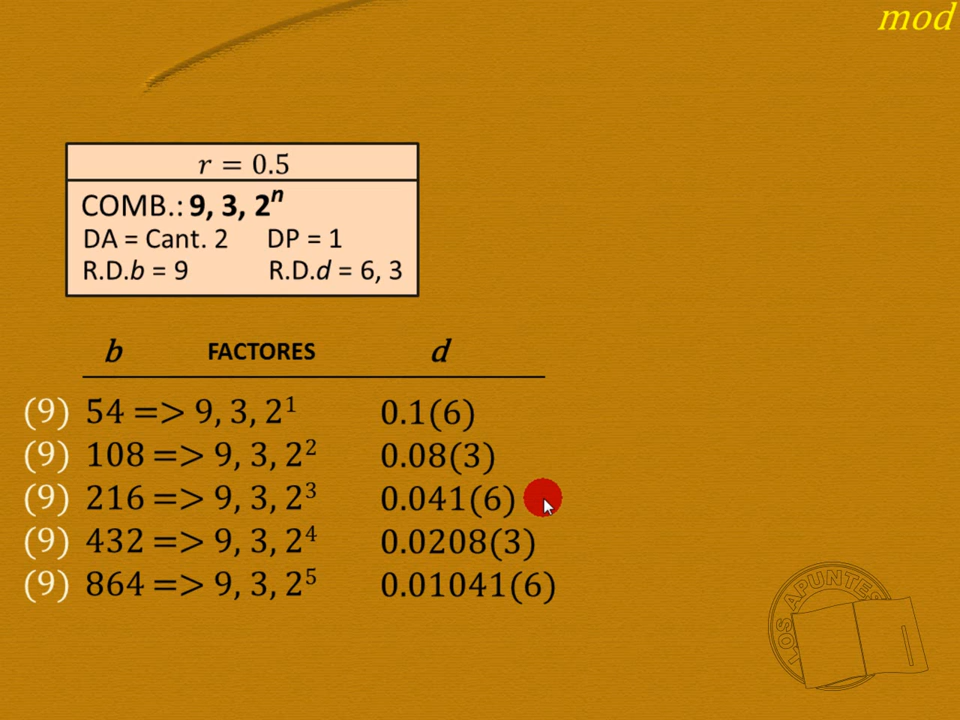 mod
r = 0.5
COMB.: 9, 3, 2ⁿ
DA = Cant. 2 DP = 1
R.D.b = 9 R.D.d = 6, 3
b FACTORES d
(9) 54 => 9, 3, 2¹ 0.1(6)
(9) 108 => 9, 3, 2² 0.08(3)
(9) 216 => 9, 3, 2³ 0.041(6)
(9) 432 => 9, 3, 2⁴ 0.0208(3)
(9) 864 => 9, 3, 2⁵ 0.01041(6)
LOS APUNTES